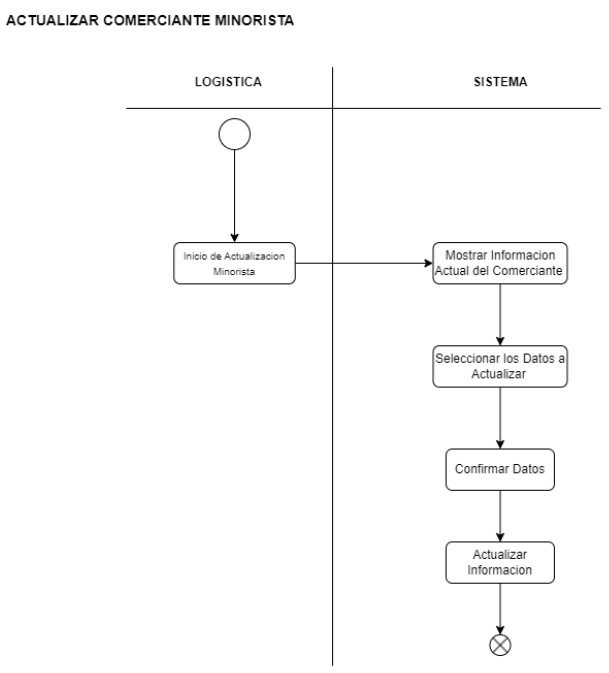 ACTUALIZAR COMERCIANTE MINORISTA
LOGISTICA
SISTEMA
Inicio de Actualizacion
Minorista
Mostrar Informacion
Actual del Comerciante
Seleccionar los Datos a
Actualizar
Confirmar Datos
Actualizar
Informacion